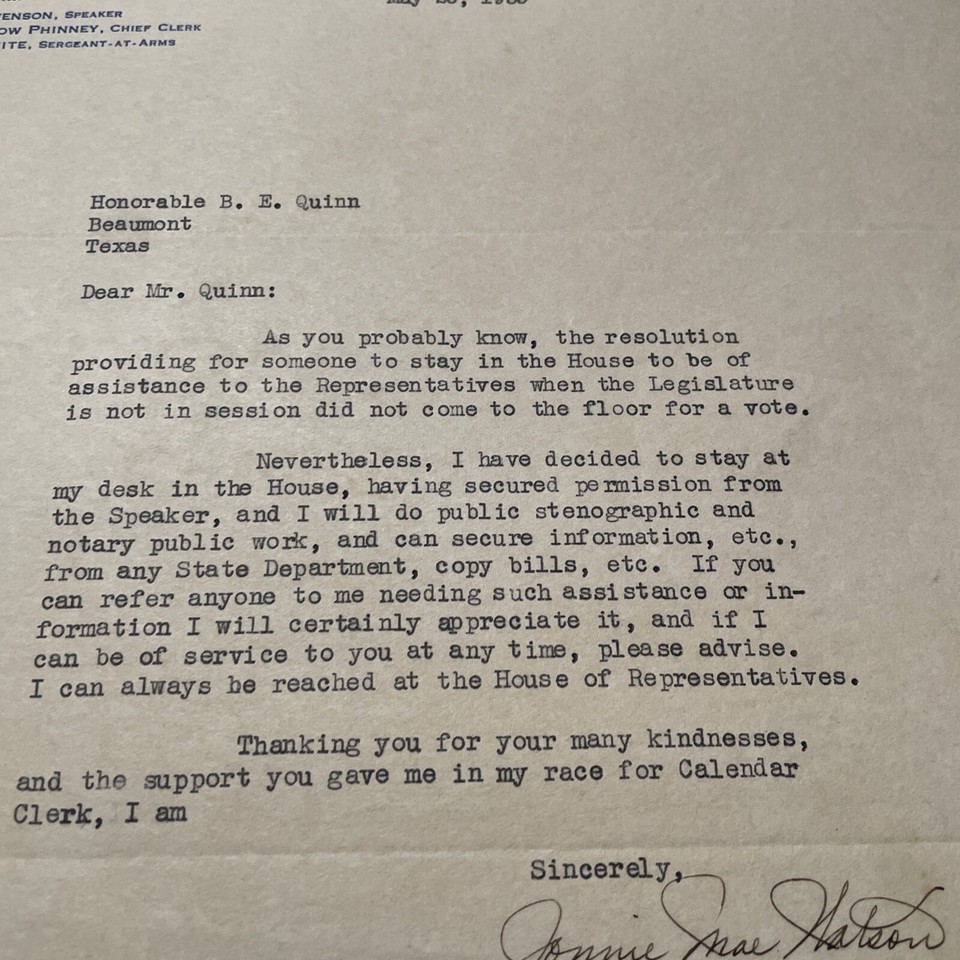 ENSON, SPEAKER
OW PHINNEY, CHIEF CLERK
ITE, SERGEANT-AT-ARMS
Honorable B. E. Quinn
Beaumont
Texas
Dear Mr. Quinn:
As you probably know, the resolution
providing for someone to stay in the House to be of
assistance to the Representatives when the Legislature
is not in session did not come to the floor for a vote.
Nevertheless, I have decided to stay at
my desk in the House, having secured permission from
the Speaker, and I will do public stenographic and
notary public work, and can secure information, etc.,
from any State Department, copy bills, etc. If you
can refer anyone to me needing such assistance or in-
formation I will certainly appreciate it, and if I
can be of service to you at any time, please advise.
I can always be reached at the House of Representatives.
Thanking you for your many kindnesses,
and the support you gave me in my race for Calendar
Clerk, I am
Sincerely,
Jonnie Mae Watson